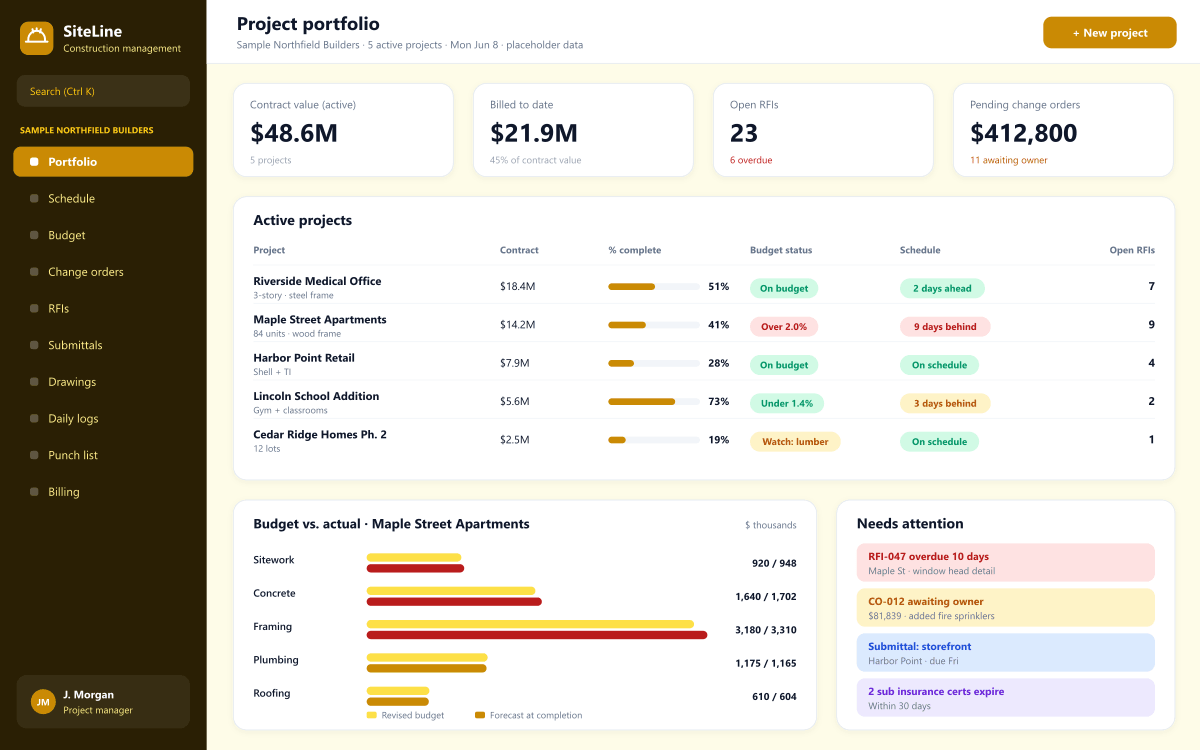 SiteLine
Construction management
Search (Ctrl K)
SAMPLE NORTHFIELD BUILDERS
Portfolio
Schedule
Budget
Change orders
RFIs
Submittals
Drawings
Daily logs
Punch list
Billing
JM
J. Morgan
Project manager
Project portfolio
Sample Northfield Builders · 5 active projects · Mon Jun 8 · placeholder data
+ New project
Contract value (active)
$48.6M
5 projects
Billed to date
$21.9M
45% of contract value
Open RFIs
23
6 overdue
Pending change orders
$412,800
11 awaiting owner
Active projects
Project Contract % complete Budget status Schedule Open RFIs
Riverside Medical Office $18.4M 51% On budget 2 days ahead 7
3-story · steel frame
Maple Street Apartments $14.2M 41% Over 2.0% 9 days behind 9
84 units · wood frame
Harbor Point Retail $7.9M 28% On budget On schedule 4
Shell + TI
Lincoln School Addition $5.6M 73% Under 1.4% 3 days behind 2
Gym + classrooms
Cedar Ridge Homes Ph. 2 $2.5M 19% Watch: lumber On schedule 1
12 lots
Budget vs. actual · Maple Street Apartments $ thousands
Sitework 920 / 948
Concrete 1,640 / 1,702
Framing 3,180 / 3,310
Plumbing 1,175 / 1,165
Roofing 610 / 604
Revised budget Forecast at completion
Needs attention
RFI-047 overdue 10 days
Maple St · window head detail
CO-012 awaiting owner
$81,839 · added fire sprinklers
Submittal: storefront
Harbor Point · due Fri
2 sub insurance certs expire
Within 30 days